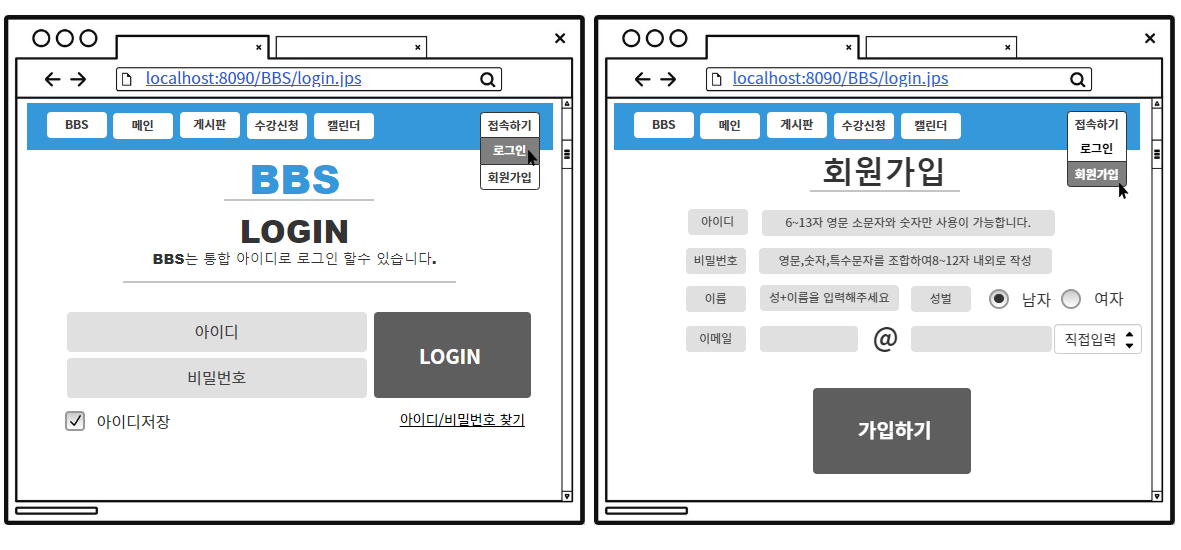 localhost:8090/BBS/login.jps
BBS 메인 게시판 수강신청 캘린더 접속하기
로그인
회원가입
BBS
LOGIN
BBS는 통합 아이디로 로그인 할수 있습니다.
아이디
비밀번호
LOGIN
아이디저장
아이디/비밀번호 찾기
localhost:8090/BBS/login.jps
BBS 메인 게시판 수강신청 캘린더 접속하기
로그인
회원가입
회원가입
아이디 6~13자 영문 소문자와 숫자만 사용이 가능합니다.
비밀번호 영문,숫자,특수문자를 조합하여8~12자 내외로 작성
이름 성+이름을 입력해주세요 성벌 남자 여자
이메일 @ 직접입력
가입하기